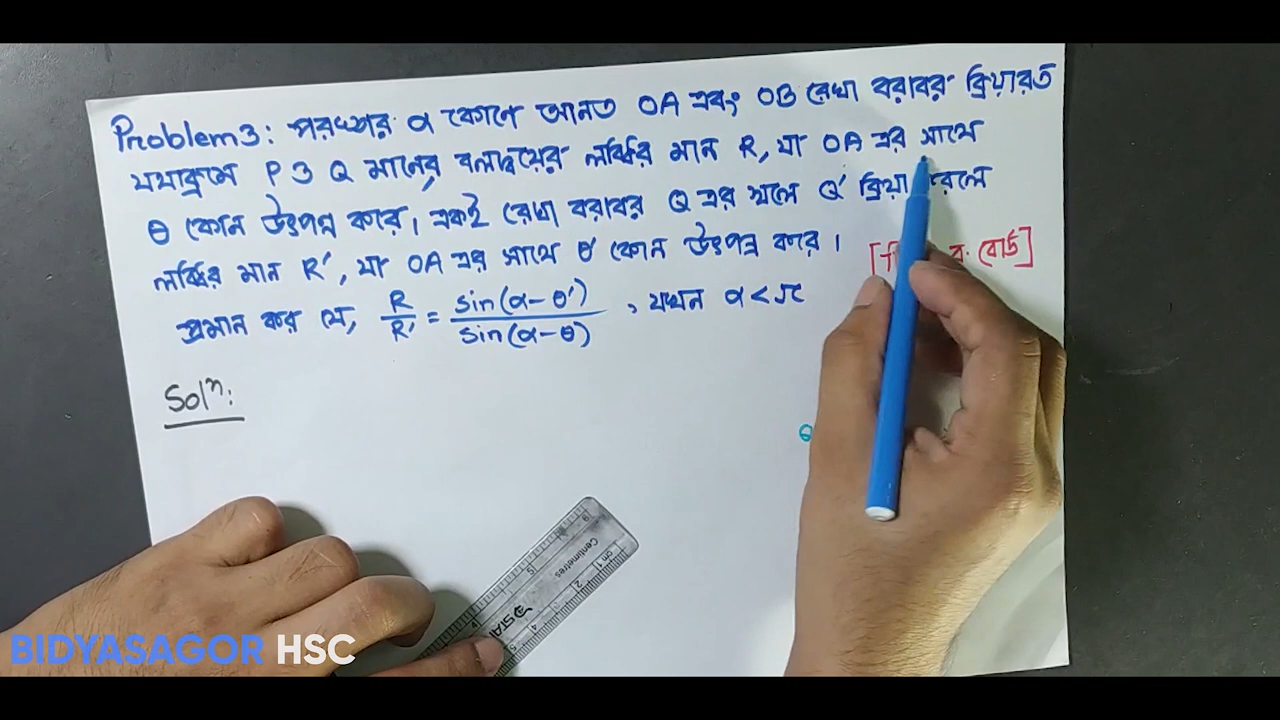 Problem3: পরস্পর α কোণে আনত OA এবং OB রেখা বরাবর ক্রিয়ারত
যথাক্রমে P ও Q মানের বলদ্বয়ের লব্ধির মান R, যা OA এর সাথে
θ কোন উৎপন্ন করে। একই রেখা বরাবর Q এর স্থলে Q′ ক্রিয়া
লব্ধির মান R′, যা OA এর সাথে θ′ কোন উৎপন্ন করে।
বোর্ড]
প্রমান কর যে, R/R′ = sin(α-θ′)/sin(α-θ), যখন α<π
Solⁿ:
θ
Centimetres
BIDYASAGOR HSC